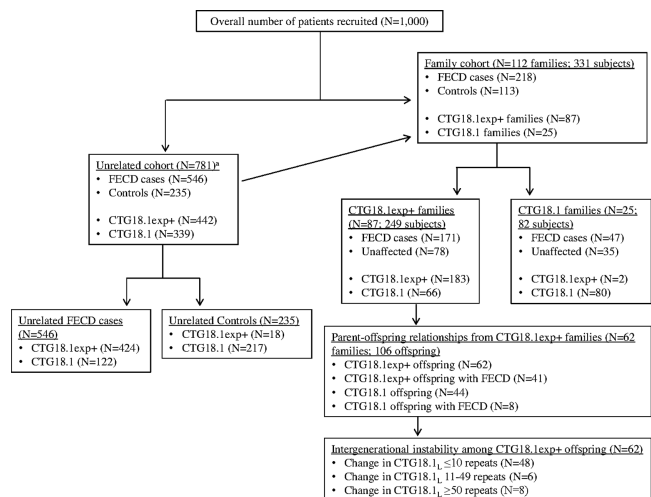 Overall number of patients recruited (N=1,000)
Family cohort (N=112 families; 331 subjects)
• FECD cases (N=218)
• Controls (N=113)
• CTG18.1exp+ families (N=87)
• CTG18.1 families (N=25)
Unrelated cohort (N=781)ᵃ
• FECD cases (N=546)
• Controls (N=235)
• CTG18.1exp+ (N=442)
• CTG18.1 (N=339)
CTG18.1exp+ families
(N=87; 249 subjects)
• FECD cases (N=171)
• Unaffected (N=78)
• CTG18.1exp+ (N=183)
• CTG18.1 (N=66)
CTG18.1 families (N=25;
82 subjects)
• FECD cases (N=47)
• Unaffected (N=35)
• CTG18.1exp+ (N=2)
• CTG18.1 (N=80)
Unrelated FECD cases
(N=546)
• CTG18.1exp+ (N=424)
• CTG18.1 (N=122)
Unrelated Controls (N=235)
• CTG18.1exp+ (N=18)
• CTG18.1 (N=217)
Parent-offspring relationships from CTG18.1exp+ families (N=62
families; 106 offspring)
• CTG18.1exp+ offspring (N=62)
• CTG18.1exp+ offspring with FECD (N=41)
• CTG18.1 offspring (N=44)
• CTG18.1 offspring with FECD (N=8)
Intergenerational instability among CTG18.1exp+ offspring (N=62)
• Change in CTG18.1L ≤10 repeats (N=48)
• Change in CTG18.1L 11-49 repeats (N=6)
• Change in CTG18.1L ≥50 repeats (N=8)